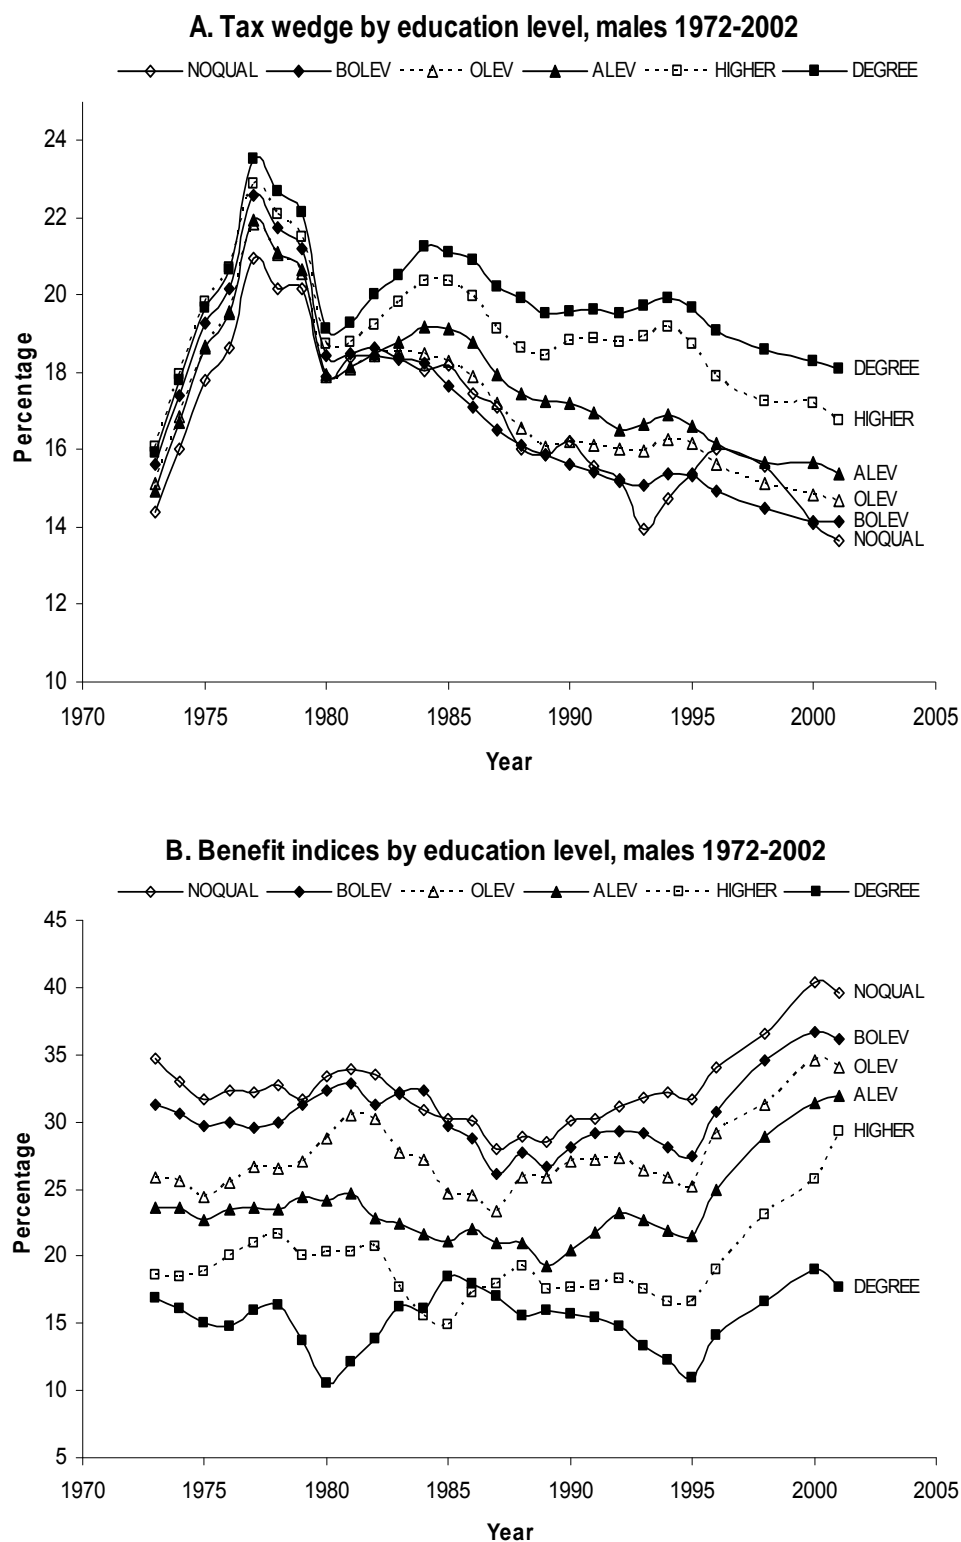 A. Tax wedge by education level, males 1972-2002
NOQUAL BOLEV OLEV ALEV HIGHER DEGREE
24
22
20
18
16
14
12
10
Percentage
DEGREE
HIGHER
ALEV
OLEV
BOLEV
NOQUAL
1970 1975 1980 1985 1990 1995 2000 2005
Year
B. Benefit indices by education level, males 1972-2002
NOQUAL BOLEV OLEV ALEV HIGHER DEGREE
45
40
35
30
25
20
15
10
5
Percentage
NOQUAL
BOLEV
OLEV
ALEV
HIGHER
DEGREE
1970 1975 1980 1985 1990 1995 2000 2005
Year